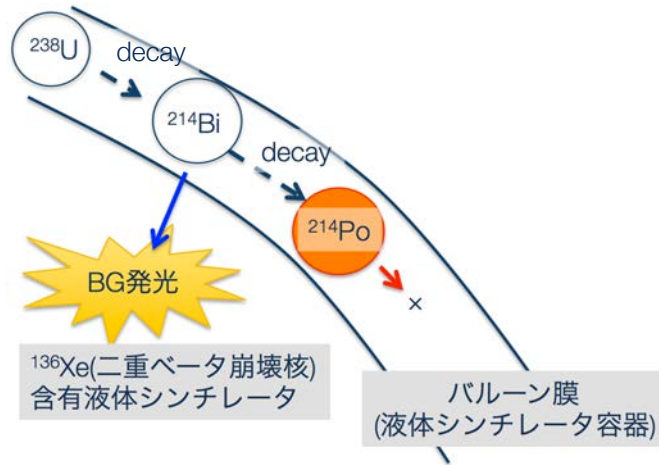 ²³⁸U
decay
²¹⁴Bi
decay
²¹⁴Po
BG発光
×
¹³⁶Xe(二重ベータ崩壊核)
含有液体シンチレータ
バルーン膜
(液体シンチレータ容器)